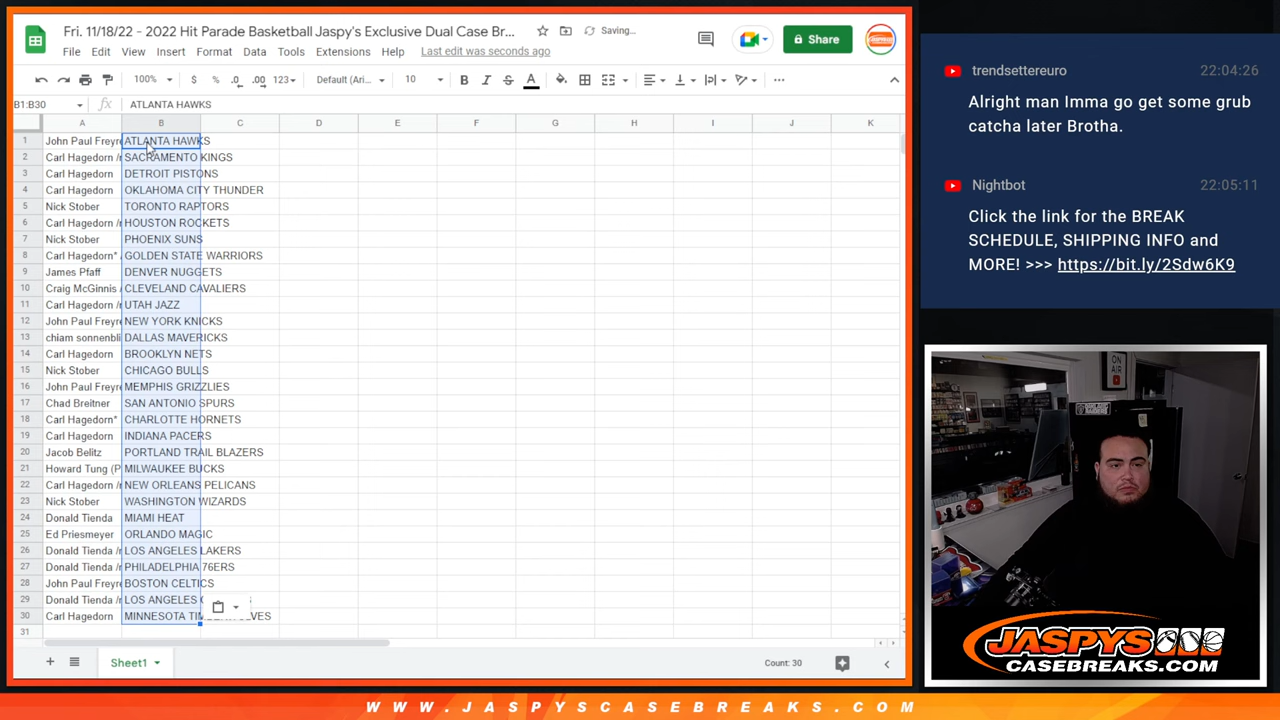 Fri. 11/18/22 - 2022 Hit Parade Basketball Jaspy's Exclusive Dual Case Br...
Saving...
Share
File Edit View Format Data Tools Extensions Help Last edit was seconds ago
100% $ % .0 .00 123 Default (Ari... 10 B I S A
B1:B30 fx ATLANTA HAWKS
A B C D E F G H I J K
1 John Paul Freyre ATLANTA HAWKS
2 Carl Hagedorn /n SACRAMENTO KINGS
3 Carl Hagedorn DETROIT PISTONS
4 Carl Hagedorn OKLAHOMA CITY THUNDER
5 Nick Stober TORONTO RAPTORS
6 Carl Hagedorn /n HOUSTON ROCKETS
7 Nick Stober PHOENIX SUNS
8 Carl Hagedorn* GOLDEN STATE WARRIORS
9 James Pfaff DENVER NUGGETS
10 Craig McGinnis / CLEVELAND CAVALIERS
11 Carl Hagedorn /n UTAH JAZZ
12 John Paul Freyre NEW YORK KNICKS
13 chiam sonnenbli DALLAS MAVERICKS
14 Carl Hagedorn BROOKLYN NETS
15 Nick Stober CHICAGO BULLS
16 John Paul Freyre MEMPHIS GRIZZLIES
17 Chad Breitner SAN ANTONIO SPURS
18 Carl Hagedorn* CHARLOTTE HORNETS
19 Carl Hagedorn INDIANA PACERS
20 Jacob Belitz PORTLAND TRAIL BLAZERS
21 Howard Tung (P MILWAUKEE BUCKS
22 Carl Hagedorn /n NEW ORLEANS PELICANS
23 Nick Stober WASHINGTON WIZARDS
24 Donald Tienda MIAMI HEAT
25 Ed Priesmeyer ORLANDO MAGIC
26 Donald Tienda /n LOS ANGELES LAKERS
27 Donald Tienda /n PHILADELPHIA 76ERS
28 John Paul Freyre BOSTON CELTICS
29 Donald Tienda /n LOS ANGELES
30 Carl Hagedorn MINNESOTA
31
Sheet1
Count: 30
trendsettereuro 22:04:26
Alright man Imma go get some grub
catcha later Brotha.
Nightbot 22:05:11
Click the link for the BREAK
SCHEDULE, SHIPPING INFO and
MORE! >>> https://bit.ly/2Sdw6K9
ON AIR
JASPYS
CASEBREAKS.COM
WWW.JASPYSCASEBREAKS.COM